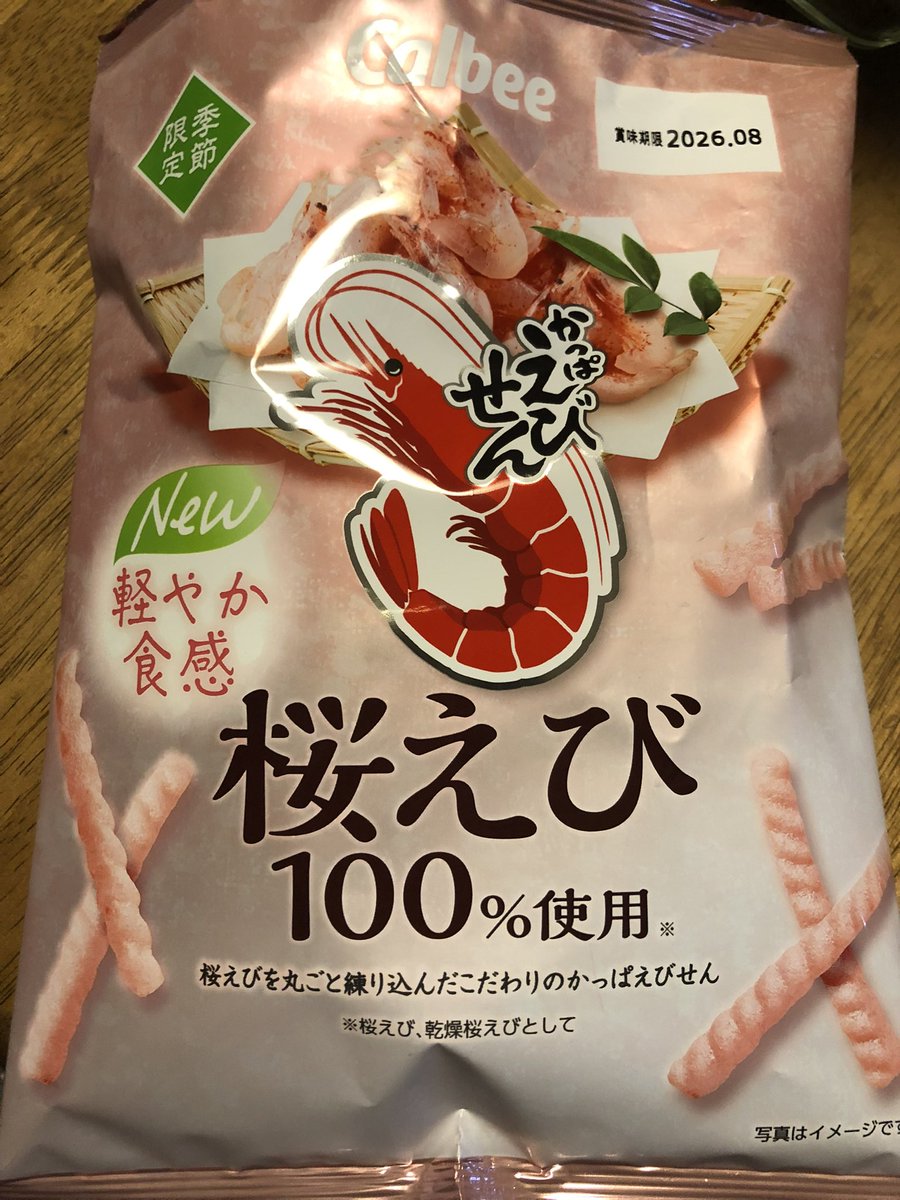 Calbee
季節
限定
賞味期限 2026.08
かっぱ
えびせん
New
軽やか
食感
桜えび
100%使用※
桜えびを丸ごと練り込んだこだわりのかっぱえびせん
※桜えび、乾燥桜えびとして
写真はイメージです